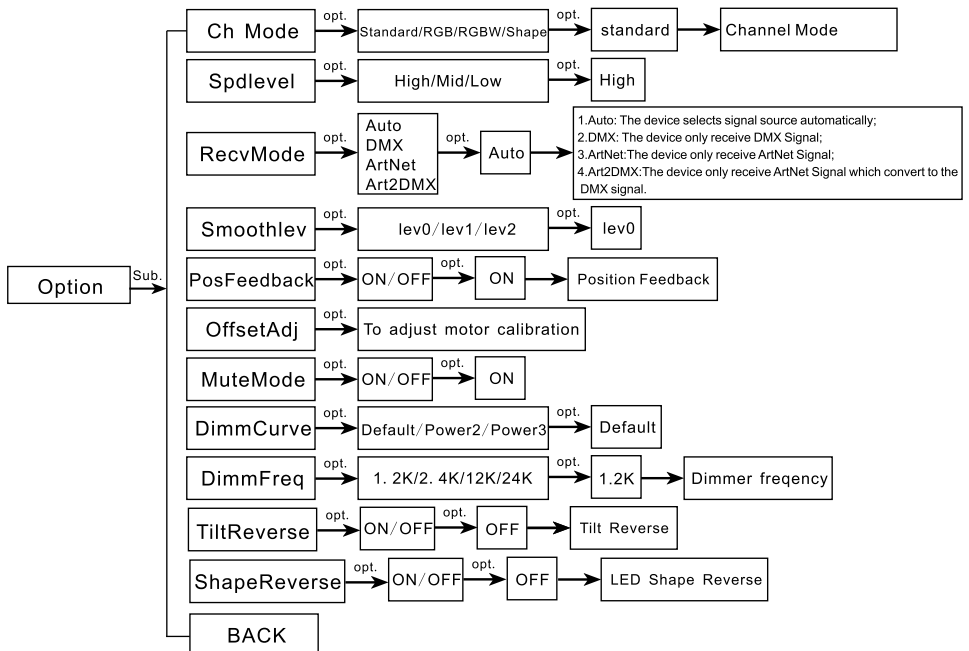 Option
Sub.
Ch Mode opt. Standard/RGB/RGBW/Shape opt. standard Channel Mode
Spdlevel opt. High/Mid/Low opt. High
RecvMode opt. Auto
DMX
ArtNet
Art2DMX
opt. Auto
1.Auto: The device selects signal source automatically;
2.DMX: The device only receive DMX Signal;
3.ArtNet:The device only receive ArtNet Signal;
4.Art2DMX:The device only receive ArtNet Signal which convert to the
DMX signal.
Smoothlev opt. lev0/lev1/lev2 opt. lev0
PosFeedback opt. ON/OFF opt. ON Position Feedback
OffsetAdj opt. To adjust motor calibration
MuteMode opt. ON/OFF opt. ON
DimmCurve opt. Default/Power2/Power3 opt. Default
DimmFreq opt. 1. 2K/2. 4K/12K/24K opt. 1.2K Dimmer freqency
TiltReverse opt. ON/OFF opt. OFF Tilt Reverse
ShapeReverse opt. ON/OFF opt. OFF LED Shape Reverse
BACK